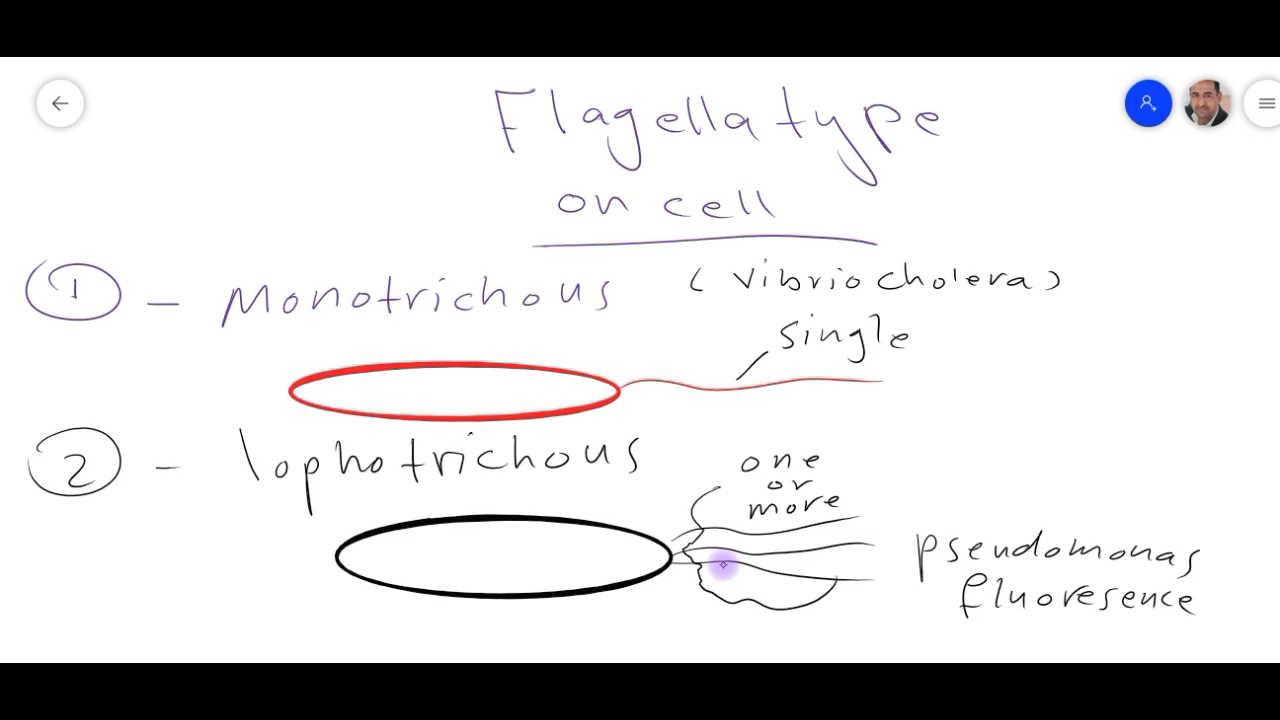 Flagella type
on cell
1 - Monotrichous (Vibrio cholera)
single
2 - lophotrichous
one
or
more
pseudomonas
fluoresence